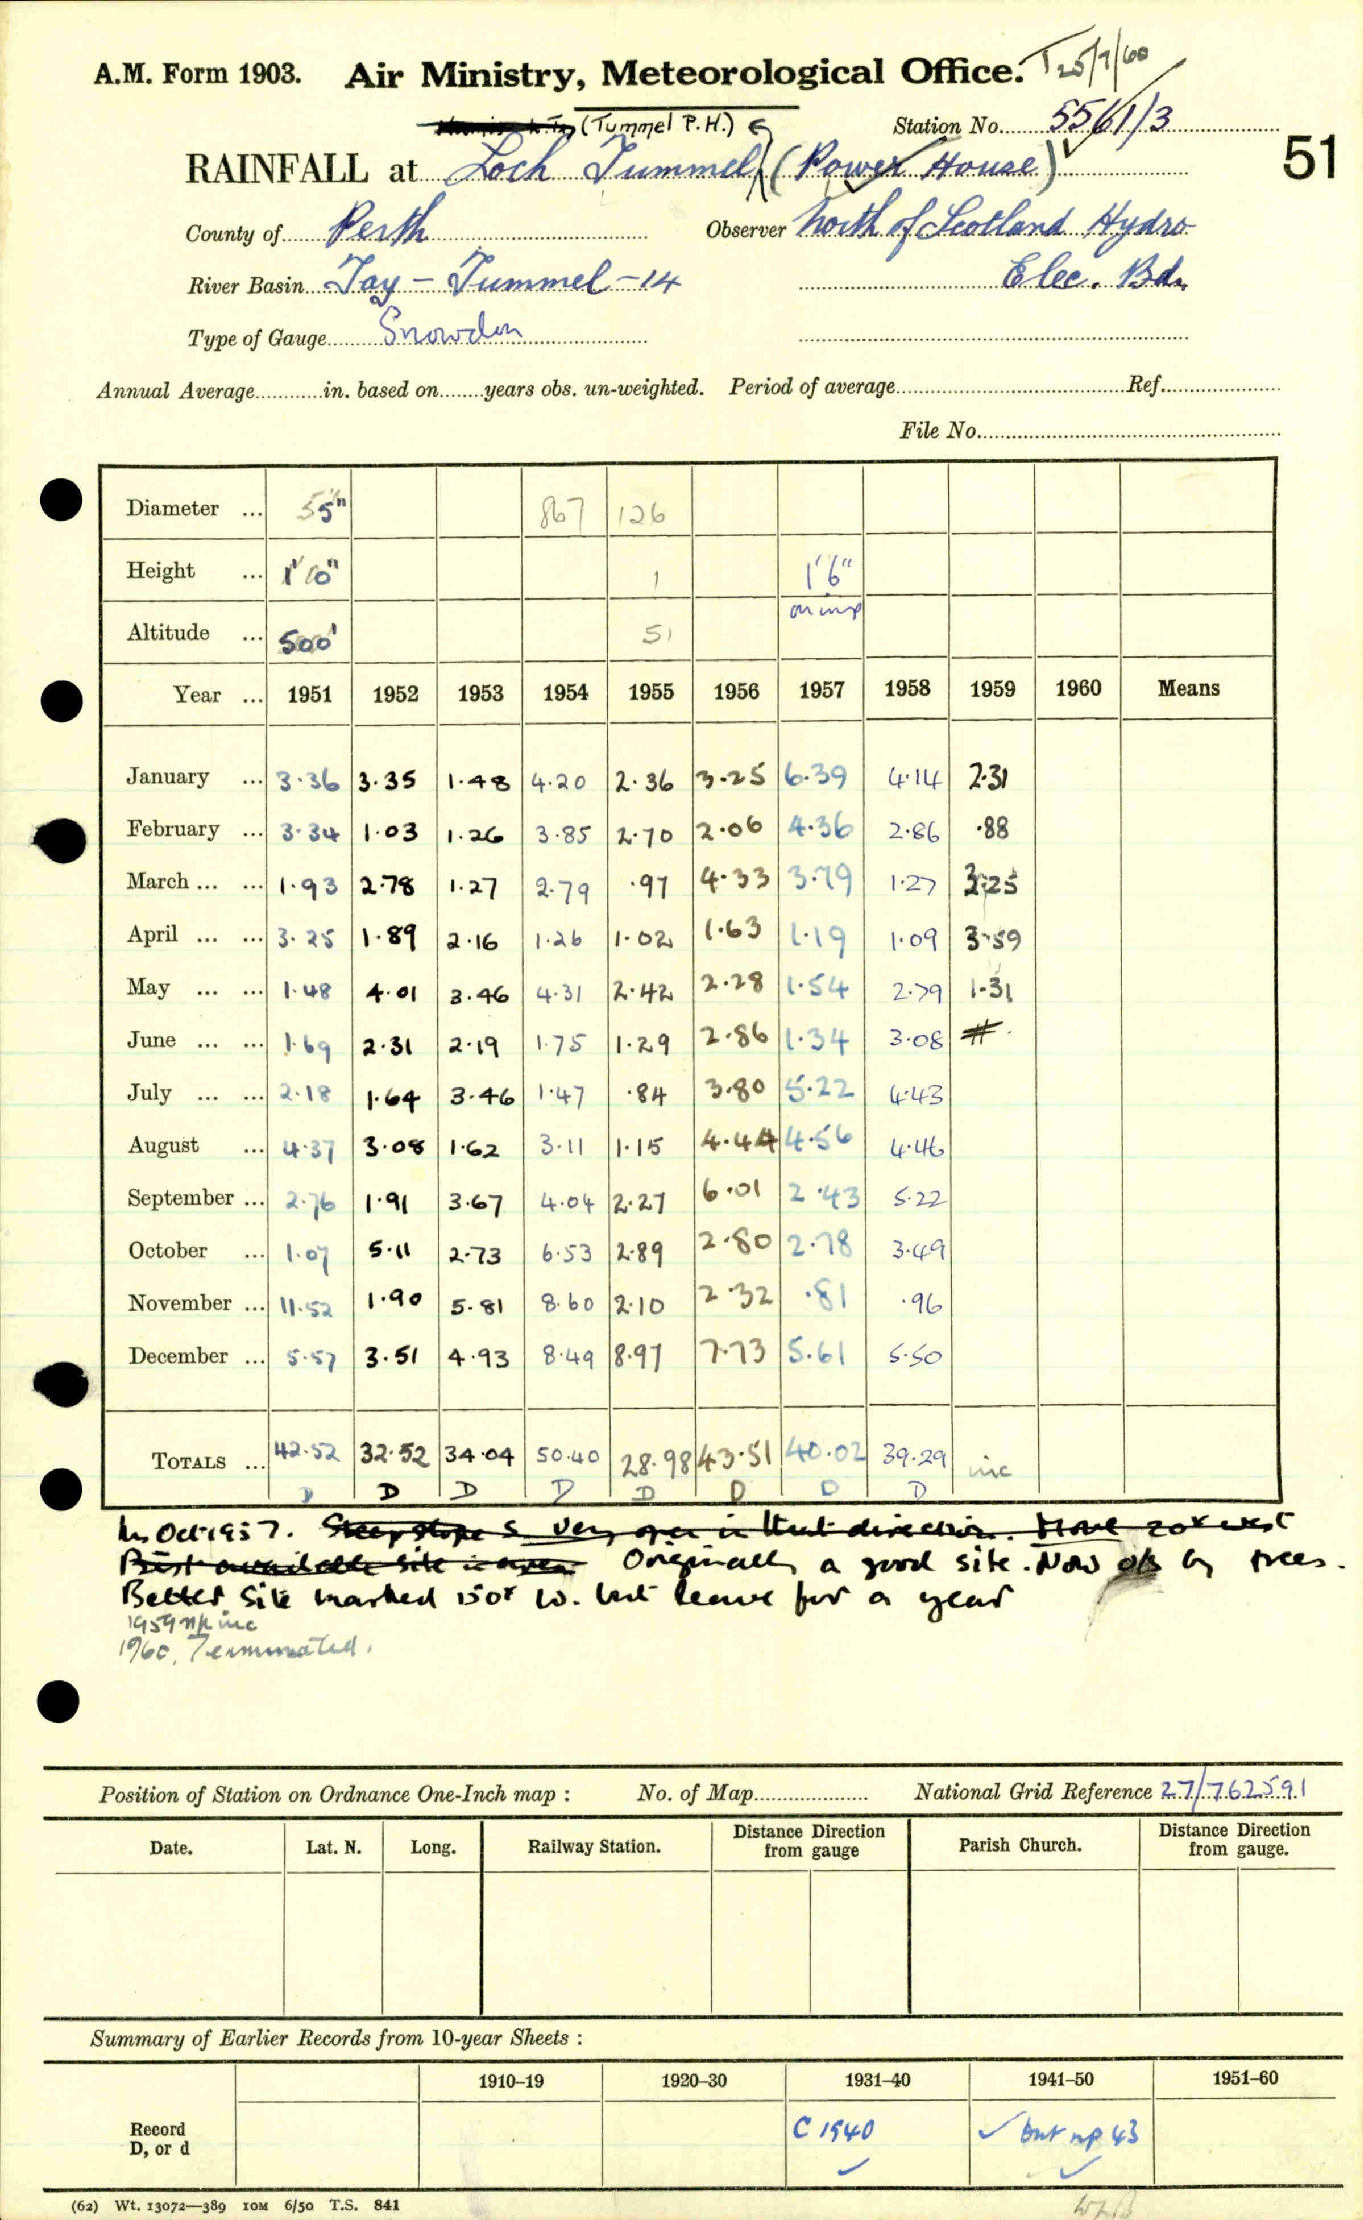 A.M. Form 1903. Air Ministry, Meteorological Office. T 25/7/60
(Tummel P.H.) Station No. 5561/3
RAINFALL at Loch Tummel (Power House) 51
County of Perth Observer North of Scotland Hydro
River Basin Tay – Tummel – 14 Elec. Bd.
Type of Gauge Snowdon
Annual Average in. based on years obs. un-weighted. Period of average Ref.
File No.
Diameter ... 5" 867 126
Height ... 1' 10" 1 1'6"
Altitude ... 500' 51
Year ... 1951 1952 1953 1954 1955 1956 1957 1958 1959 1960 Means
January ... 3.36 3.35 1.48 4.20 2.36 3.25 6.39 4.14 2.31
February ... 3.34 1.03 1.26 3.85 2.70 2.06 4.36 2.86 .88
March ... ... 1.93 2.78 1.27 2.79 .97 4.33 3.79 1.27 2.25
April ... ... 3.25 1.89 2.16 1.26 1.02 1.63 1.19 1.09 3.59
May ... ... 1.48 4.01 3.46 4.31 2.42 2.28 1.54 2.79 1.31
June ... ... 1.69 2.31 2.19 1.75 1.29 2.86 1.34 3.08 #
July ... ... 2.18 1.64 3.46 1.47 .84 3.80 5.22 4.43
August ... 4.37 3.08 1.62 3.11 1.15 4.44 4.56 4.46
September ... 2.76 1.91 3.67 4.04 2.27 6.01 2.43 5.22
October ... 1.07 5.11 2.73 6.53 2.89 2.80 2.78 3.49
November ... 11.52 1.90 5.81 8.60 2.10 2.32 .81 .96
December ... 5.57 3.51 4.93 8.49 8.97 7.73 5.61 5.50
TOTALS ... 42.52 32.52 34.04 50.40 28.98 43.51 40.02 39.29 inc
D D D D D D D D
In Oct 1957. Steep slope S very open in that direction. Move 20x west
Best available site in area Originally a good site. Now o/s by trees.
Better site marked 150x W. but leave for a year
1959 inc
1960, Terminated.
Position of Station on Ordnance One-Inch map : No. of Map National Grid Reference 27/762591
Date. Lat. N. Long. Railway Station. Distance from gauge Direction Parish Church. Distance Direction from gauge.
Summary of Earlier Records from 10-year Sheets :
1910–19 1920–30 1931–40 1941–50 1951–60
Record D, or d C 1940 ✓ but np 43
✓ ✓
(62) Wt. 13072—389 10M 6/50 T.S. 841